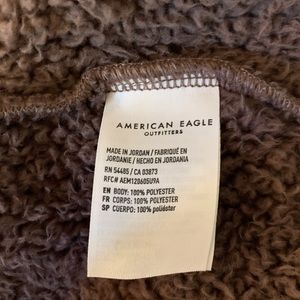 AMERICAN EAGLE
OUTFITTERS
MADE IN JORDAN / FABRIQUÉ EN
JORDANIE / HECHO EN JORDANIA
RN 54485 / CA 03873
RFC# AEM120605U9A
EN BODY: 100% POLYESTER
FR CORPS: 100% POLYESTER
SP CUERPO: 100% poliéster